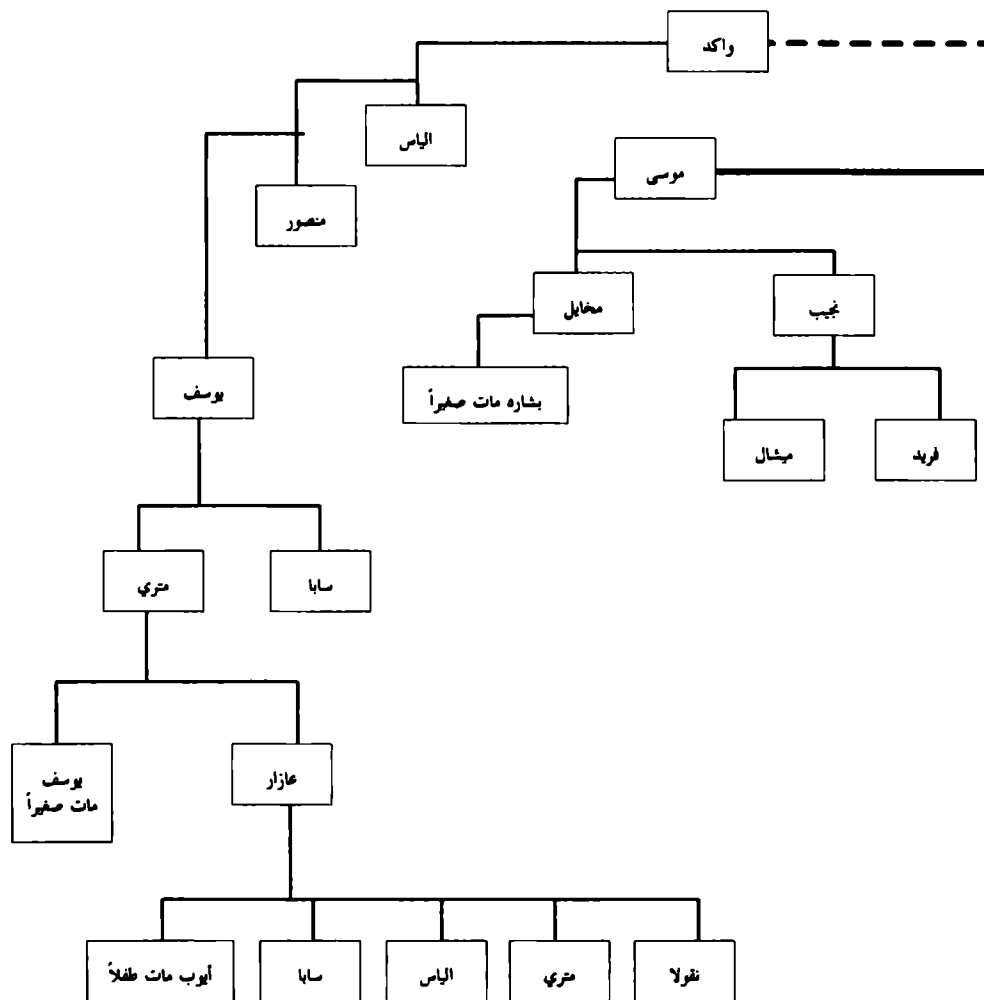 واكد
الياس
موسى
منصور
مخايل
نجيب
يوسف
بشاره مات صغيراً
ميشال
فريد
متري
سابا
يوسف
مات صغيراً
عازار
نقولا
متري
الياس
سابا
أيوب مات طفلاً